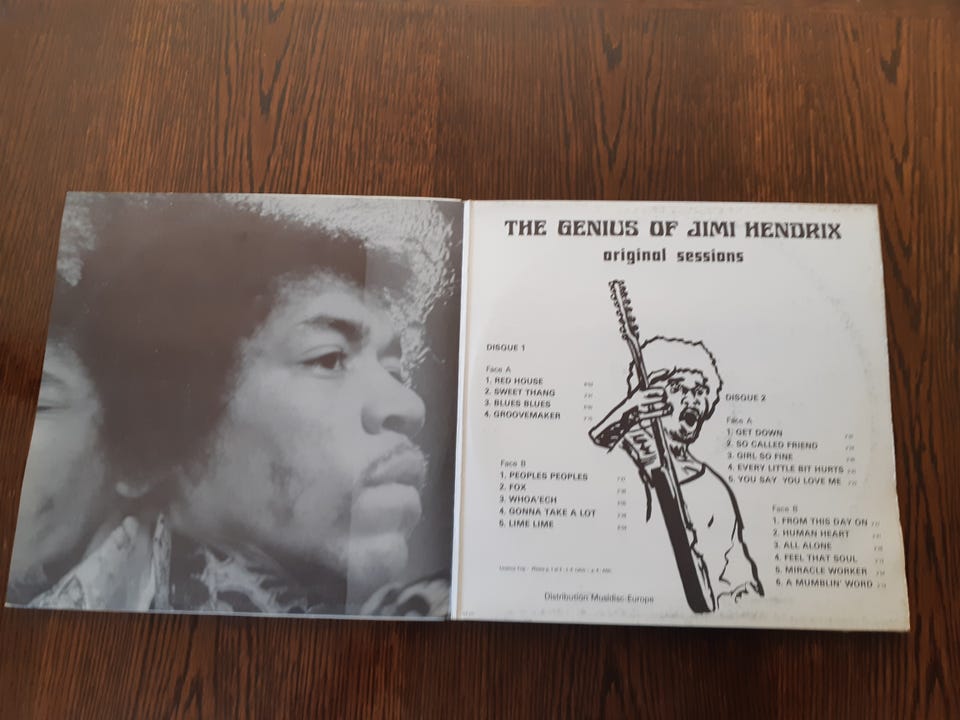 THE GENIUS OF JIMI HENDRIX
original sessions
DISQUE 1
Face A
1. RED HOUSE
2. SWEET THANG
3. BLUES BLUES
4. GROOVEMAKER
Face B
1. PEOPLES PEOPLES
2. FOX
3. WHOA'ECH
4. GONNA TAKE A LOT
5. LIME LIME
DISQUE 2
Face A
1. GET DOWN
2. SO CALLED FRIEND
3. GIRL SO FINE
4. EVERY LITTLE BIT HURTS
5. YOU SAY YOU LOVE ME
Face B
1. FROM THIS DAY ON
2. HUMAN HEART
3. ALL ALONE
4. FEEL THAT SOUL
5. MIRACLE WORKER
6. A MUMBLIN' WORD
Distribution Musidisc-Europe